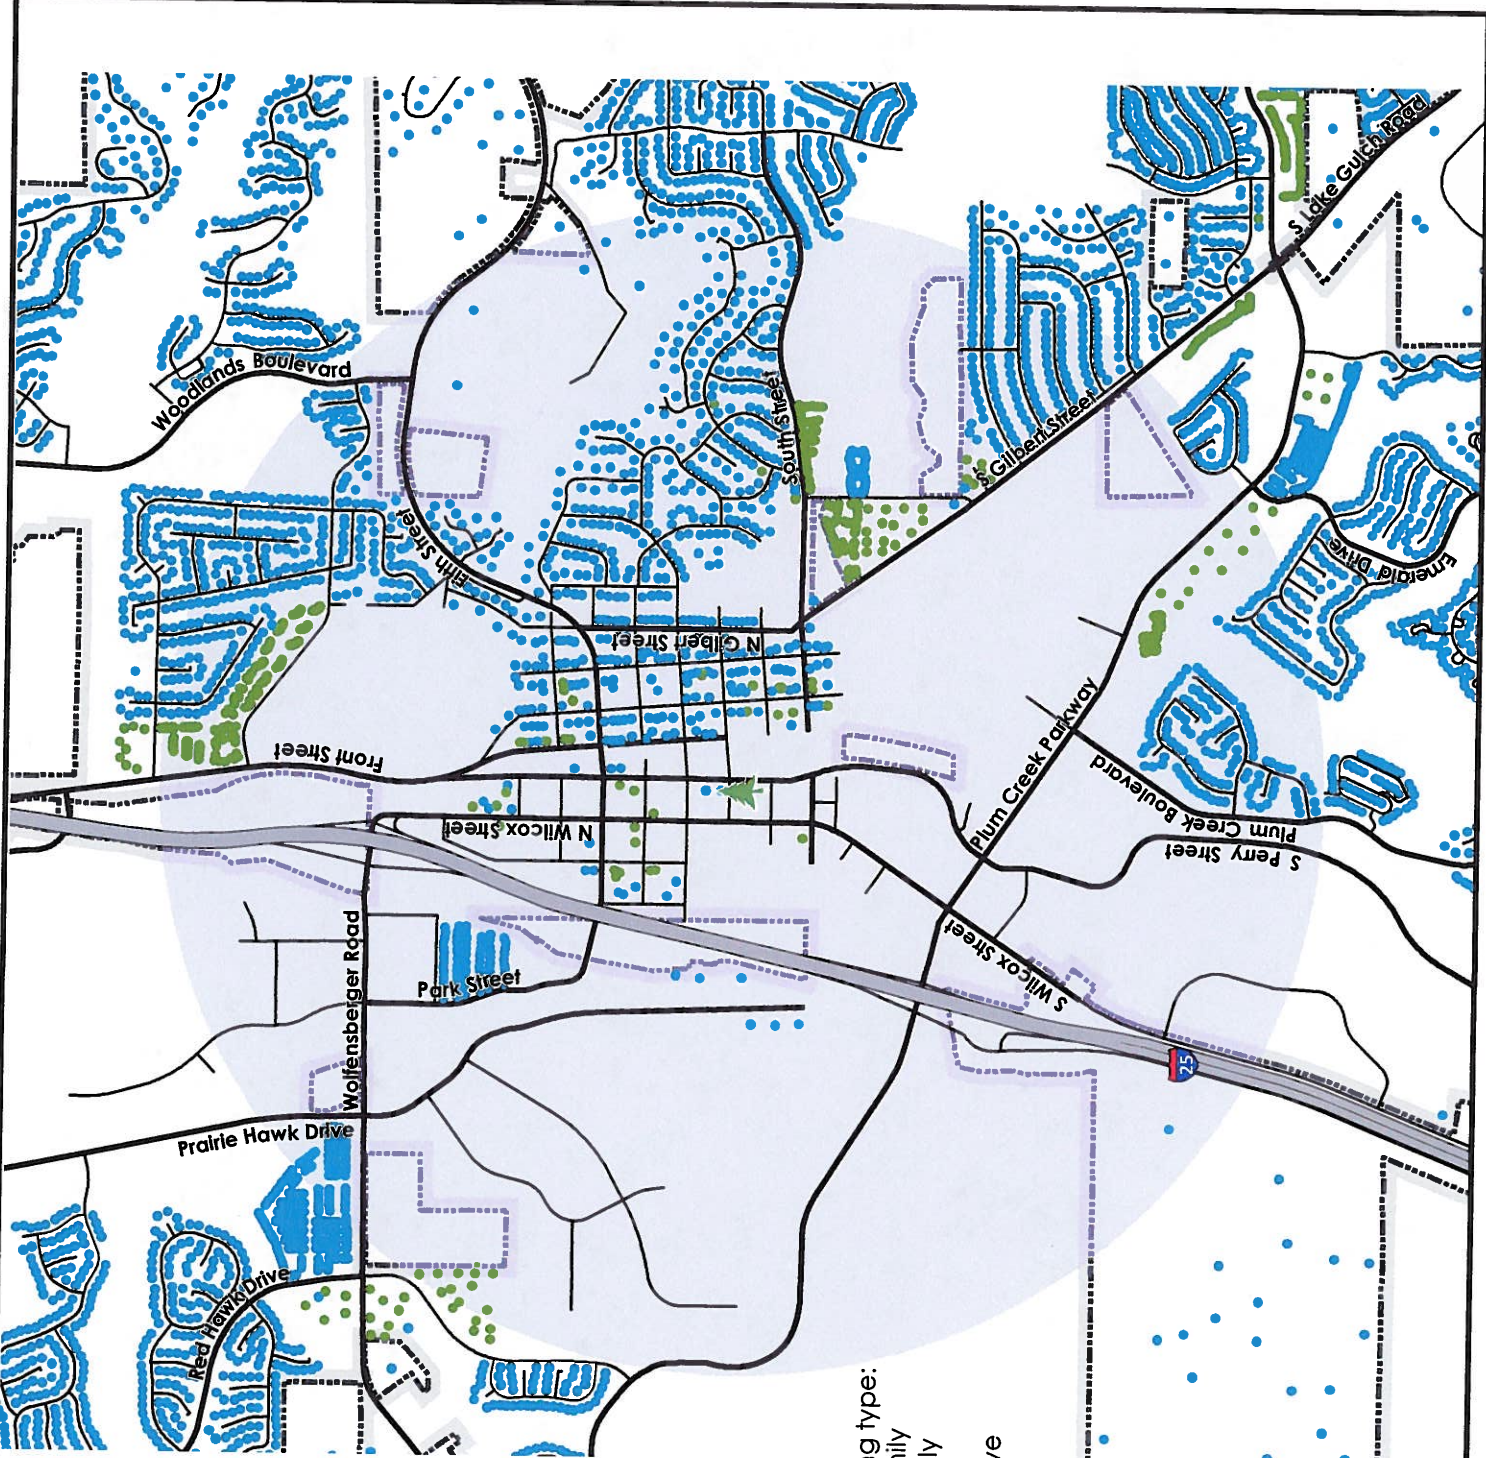 S Lake Gulch Road
Woodlands Boulevard
South Street
S Gilbert Street
Fifth Street
Emerald Drive
N Gilbert Street
Front Street
Plum Creek Parkway
Plum Creek Boulevard
S Perry Street
N Wilcox Street
Wolfensberger Road
Park Street
S Wilcox Street
25
Prairie Hawk Drive
Red Hawk Drive
g type:
ily
ly
ve